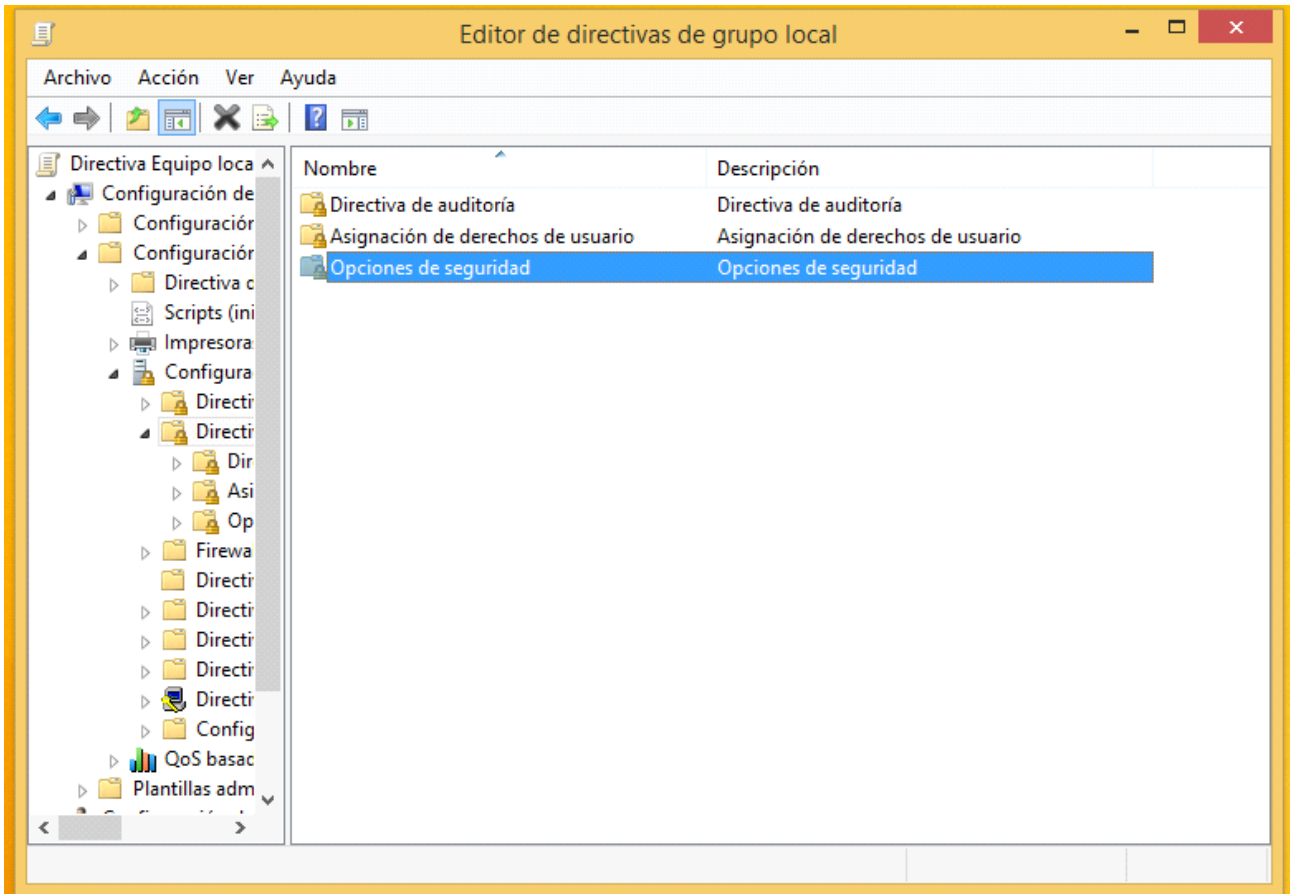 Editor de directivas de grupo local
Archivo Acción Ver Ayuda
Nombre Descripción
Directiva Equipo loca
Configuración de
Configuración
Configuración
Directiva d
Scripts (ini
Impresora
Configura
Directi
Directi
Dir
Asi
Op
Firewa
Directi
Directi
Directi
Directi
Directi
Config
QoS basad
Plantillas adm
Directiva de auditoría Directiva de auditoría
Asignación de derechos de usuario Asignación de derechos de usuario
Opciones de seguridad Opciones de seguridad